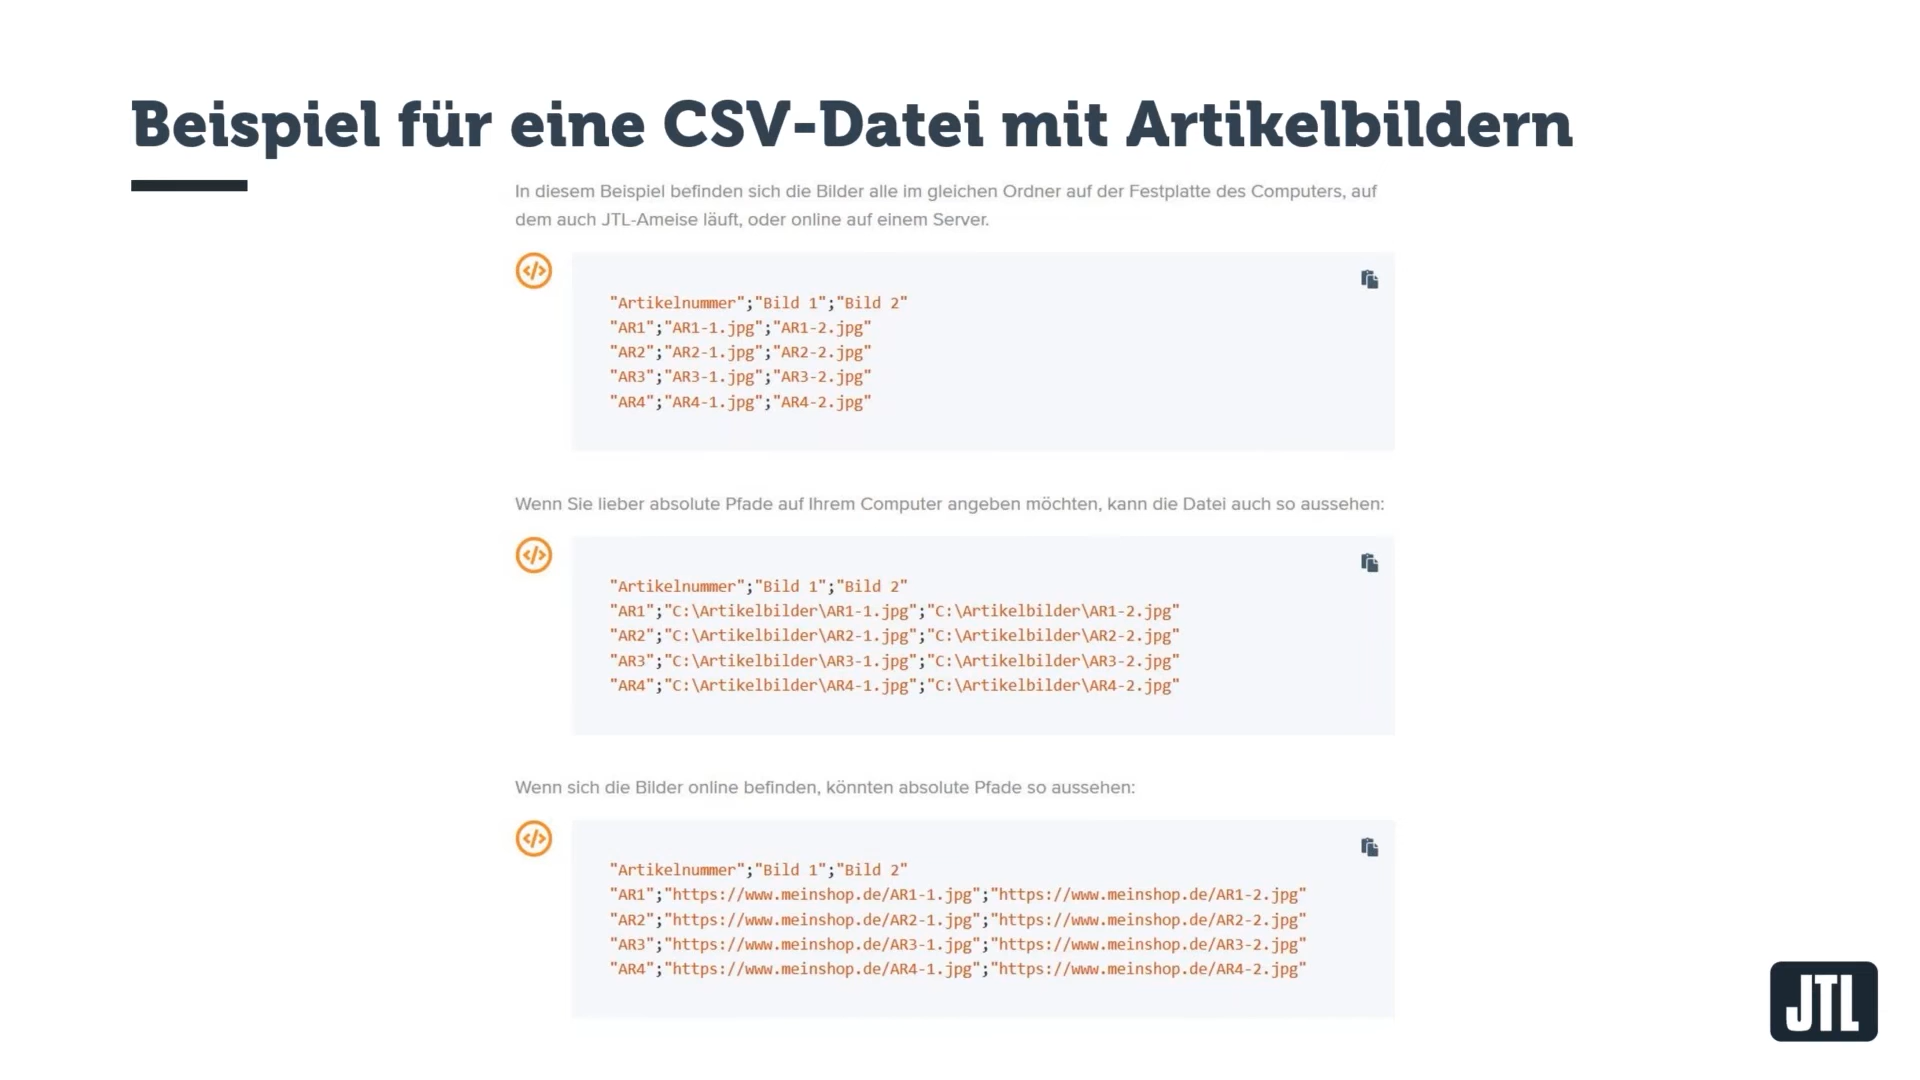 Beispiel für eine CSV-Datei mit Artikelbildern
In diesem Beispiel befinden sich die Bilder alle im gleichen Ordner auf der Festplatte des Computers, auf
dem auch JTL-Ameise läuft, oder online auf einem Server.
</>
"Artikelnummer";"Bild 1";"Bild 2"
"AR1";"AR1-1.jpg";"AR1-2.jpg"
"AR2";"AR2-1.jpg";"AR2-2.jpg"
"AR3";"AR3-1.jpg";"AR3-2.jpg"
"AR4";"AR4-1.jpg";"AR4-2.jpg"
Wenn Sie lieber absolute Pfade auf Ihrem Computer angeben möchten, kann die Datei auch so aussehen:
</>
"Artikelnummer";"Bild 1";"Bild 2"
"AR1";"C:\Artikelbilder\AR1-1.jpg";"C:\Artikelbilder\AR1-2.jpg"
"AR2";"C:\Artikelbilder\AR2-1.jpg";"C:\Artikelbilder\AR2-2.jpg"
"AR3";"C:\Artikelbilder\AR3-1.jpg";"C:\Artikelbilder\AR3-2.jpg"
"AR4";"C:\Artikelbilder\AR4-1.jpg";"C:\Artikelbilder\AR4-2.jpg"
Wenn sich die Bilder online befinden, könnten absolute Pfade so aussehen:
</>
"Artikelnummer";"Bild 1";"Bild 2"
"AR1";"https://www.meinshop.de/AR1-1.jpg";"https://www.meinshop.de/AR1-2.jpg"
"AR2";"https://www.meinshop.de/AR2-1.jpg";"https://www.meinshop.de/AR2-2.jpg"
"AR3";"https://www.meinshop.de/AR3-1.jpg";"https://www.meinshop.de/AR3-2.jpg"
"AR4";"https://www.meinshop.de/AR4-1.jpg";"https://www.meinshop.de/AR4-2.jpg"
JTL